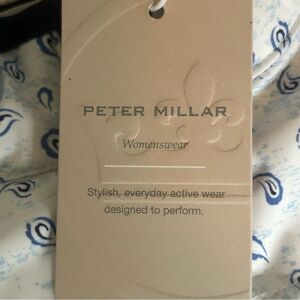 PETER MILLAR
Womenswear
Stylish, everyday active wear
designed to perform.